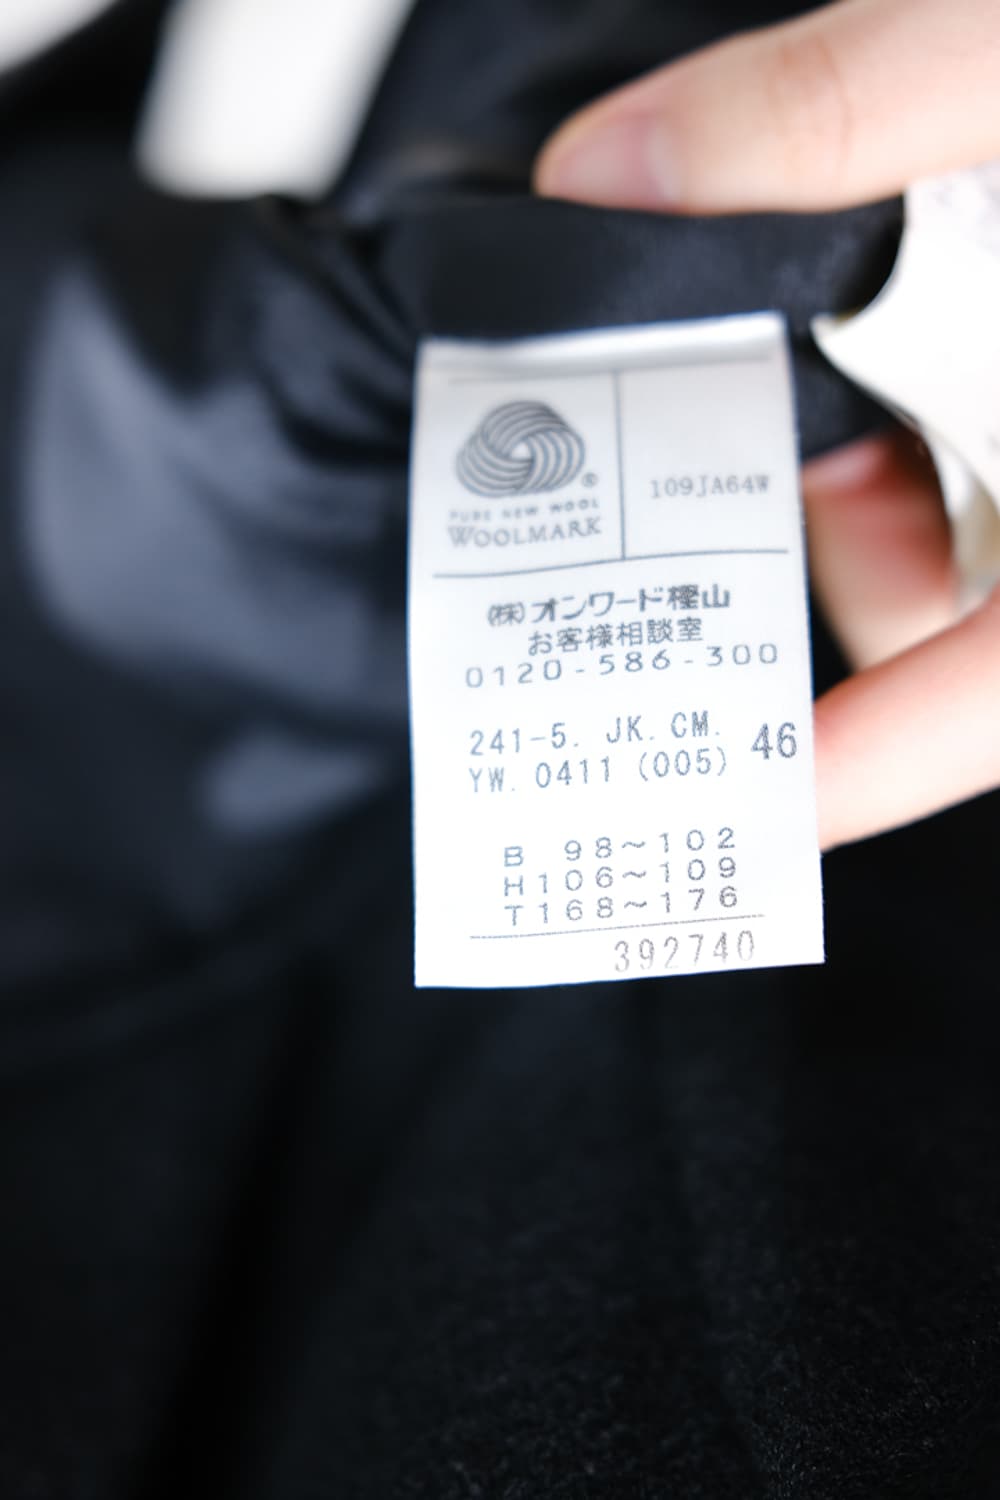 ®
PURE NEW WOOL
WOOLMARK
109JA64W
(株)オンワード樫山
お客様相談室
0120-586-300
241-5. JK. CM.
YW. 0411 (005)
46
B 98~102
H106~109
T168~176
392740